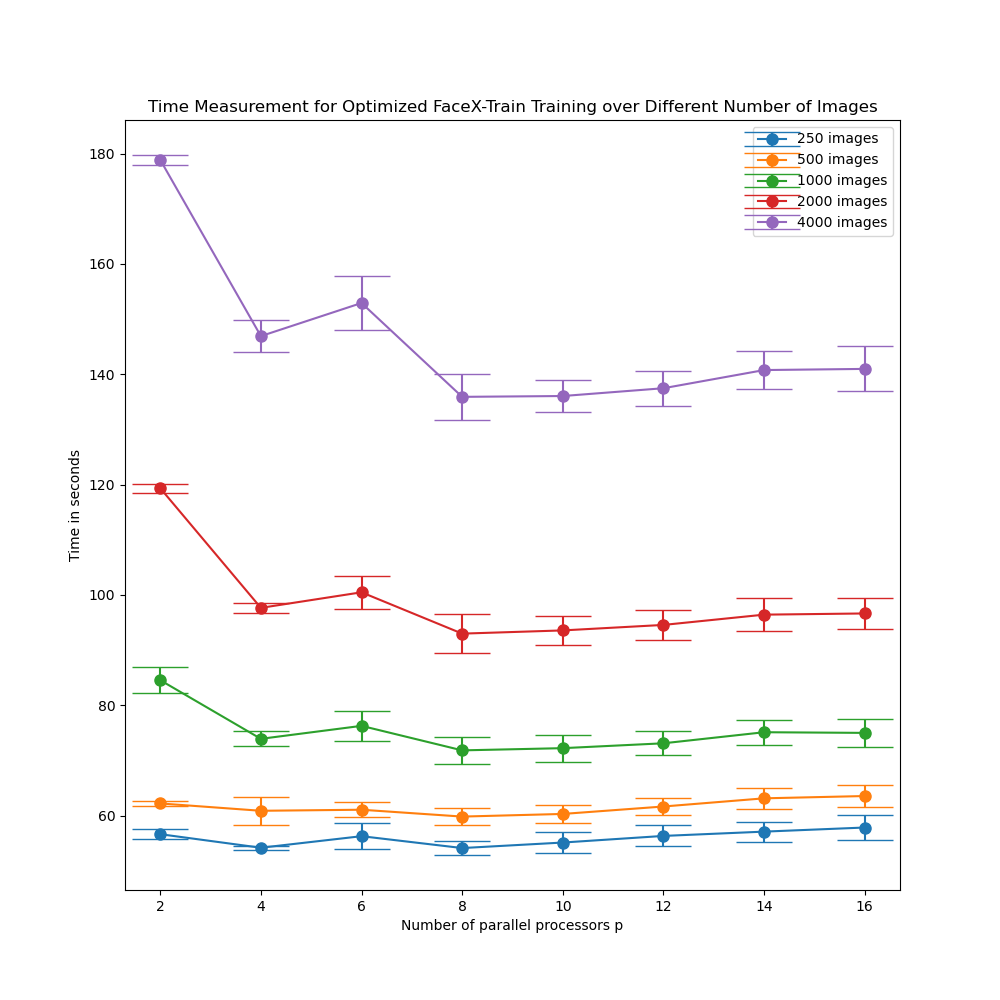 Time Measurement for Optimized FaceX-Train Training over Different Number of Images
250 images
500 images
1000 images
2000 images
4000 images
180
160
140
120
100
80
60
Time in seconds
2 4 6 8 10 12 14 16
Number of parallel processors p